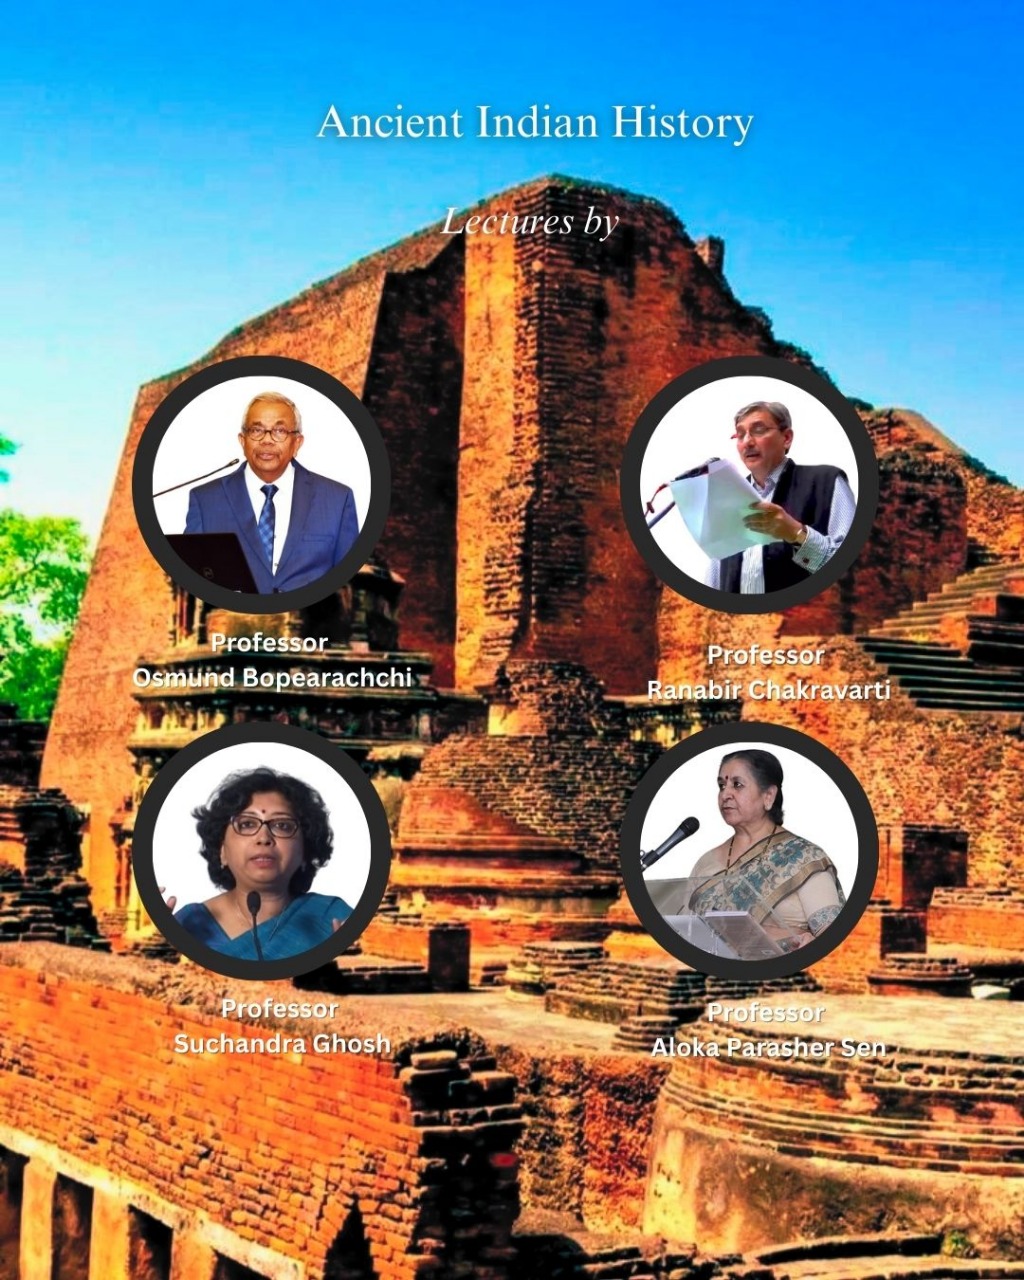 Ancient Indian History
Lectures by
Professor
Osmund Bopearachchi
Professor
Ranabir Chakravarti
Professor
Suchandra Ghosh
Professor
Aloka Parasher Sen